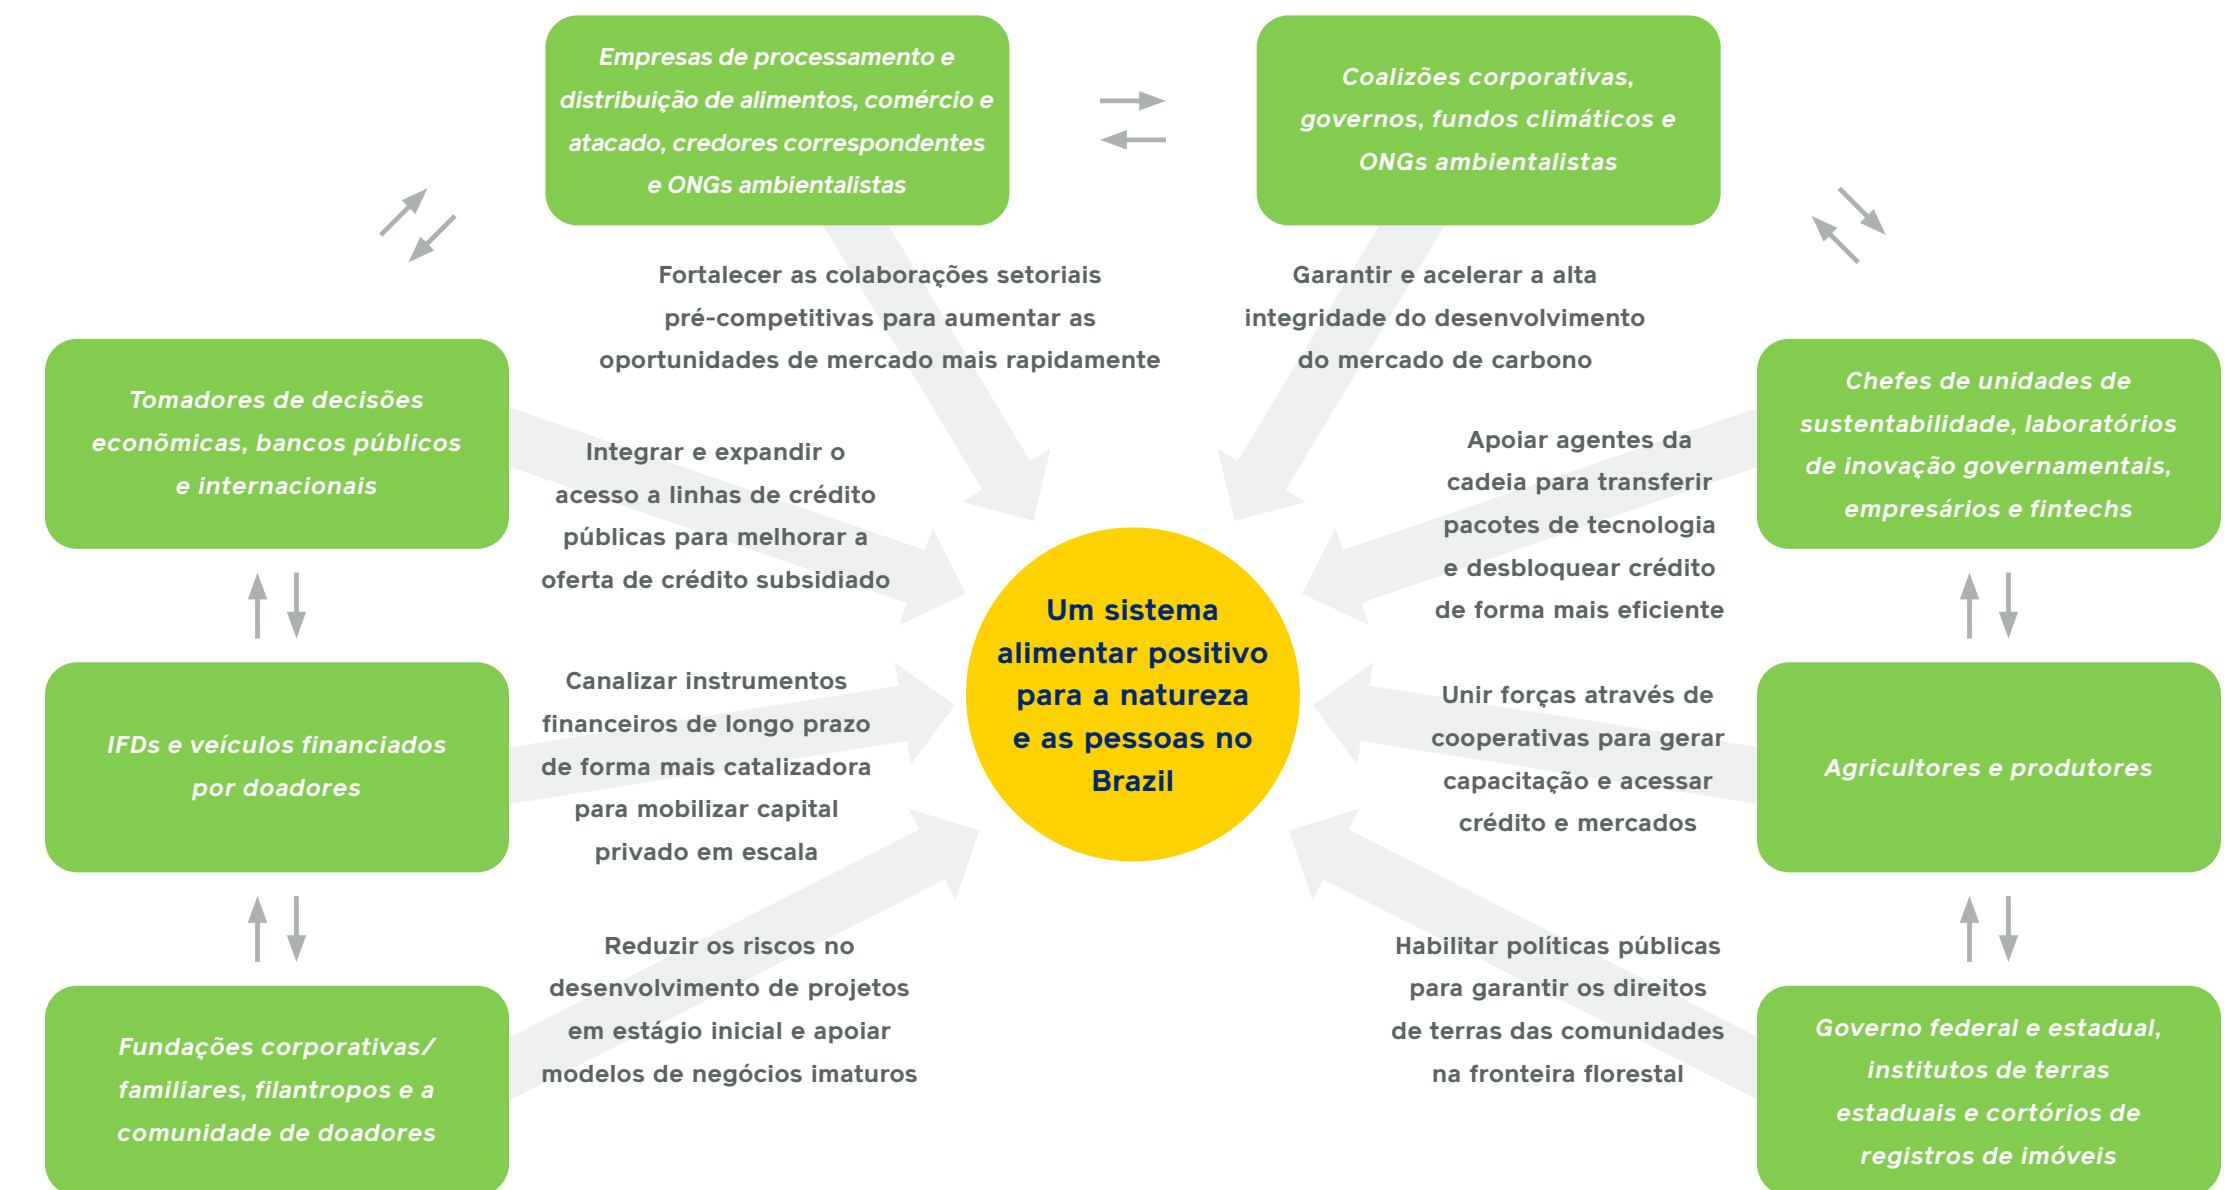 Empresas de processamento e
distribuição de alimentos, comércio e
atacado, credores correspondentes
e ONGs ambientalistas
Coalizões corporativas,
governos, fundos climáticos e
ONGs ambientalistas
Fortalecer as colaborações setoriais
pré-competitivas para aumentar as
oportunidades de mercado mais rapidamente
Garantir e acelerar a alta
integridade do desenvolvimento
do mercado de carbono
Tomadores de decisões
econômicas, bancos públicos
e internacionais
Integrar e expandir o
acesso a linhas de crédito
públicas para melhorar a
oferta de crédito subsidiado
Apoiar agentes da
cadeia para transferir
pacotes de tecnologia
e desbloquear crédito
de forma mais eficiente
Chefes de unidades de
sustentabilidade, laboratórios
de inovação governamentais,
empresários e fintechs
Um sistema
alimentar positivo
para a natureza
e as pessoas no
Brazil
IFDs e veículos financiados
por doadores
Canalizar instrumentos
financeiros de longo prazo
de forma mais catalizadora
para mobilizar capital
privado em escala
Unir forças através de
cooperativas para gerar
capacitação e acessar
crédito e mercados
Agricultores e produtores
Fundações corporativas/
familiares, filantropos e a
comunidade de doadores
Reduzir os riscos no
desenvolvimento de projetos
em estágio inicial e apoiar
modelos de negócios imaturos
Habilitar políticas públicas
para garantir os direitos
de terras das comunidades
na fronteira florestal
Governo federal e estadual,
institutos de terras
estaduais e cortórios de
registros de imóveis